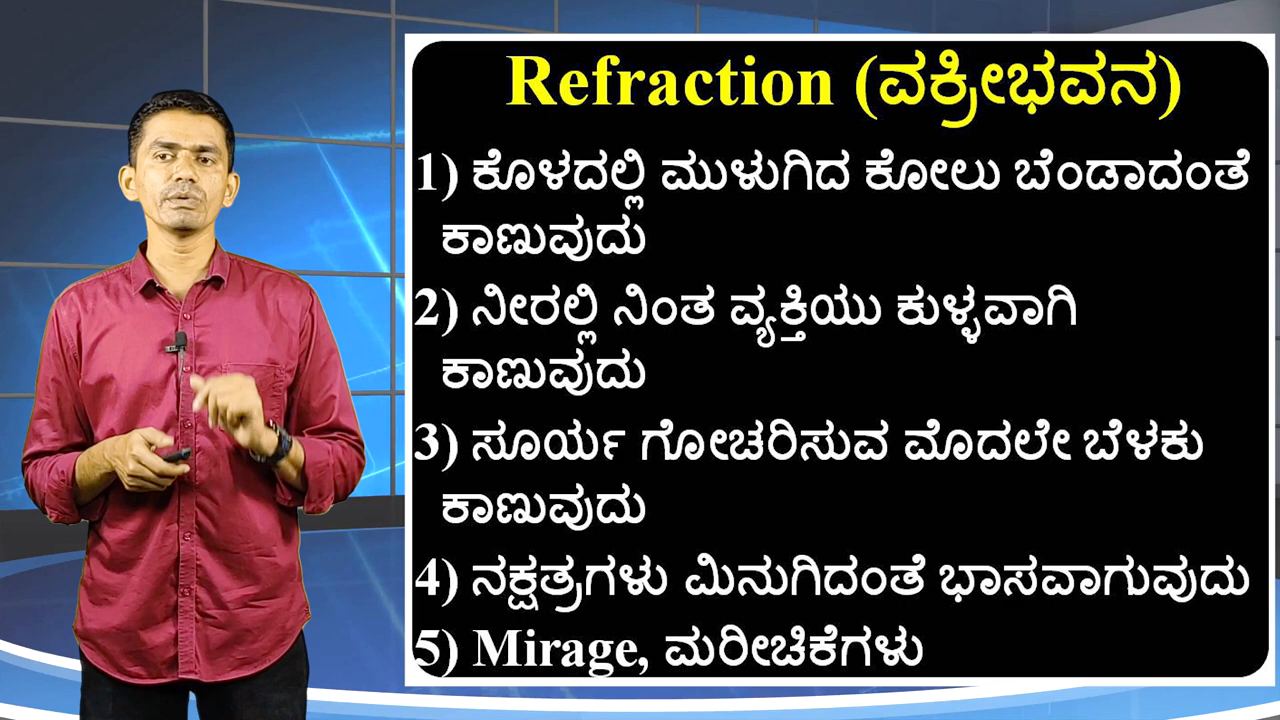 Refraction (ವಕ್ರೀಭವನ)
1) ಕೊಳದಲ್ಲಿ ಮುಳುಗಿದ ಕೋಲು ಬೆಂಡಾದಂತೆ
ಕಾಣುವುದು
2) ನೀರಲ್ಲಿ ನಿಂತ ವ್ಯಕ್ತಿಯು ಕುಳ್ಳವಾಗಿ
ಕಾಣುವುದು
3) ಸೂರ್ಯ ಗೋಚರಿಸುವ ಮೊದಲೇ ಬೆಳಕು
ಕಾಣುವುದು
4) ನಕ್ಷತ್ರಗಳು ಮಿನುಗಿದಂತೆ ಭಾಸವಾಗುವುದು
5) Mirage, ಮರೀಚಿಕೆಗಳು